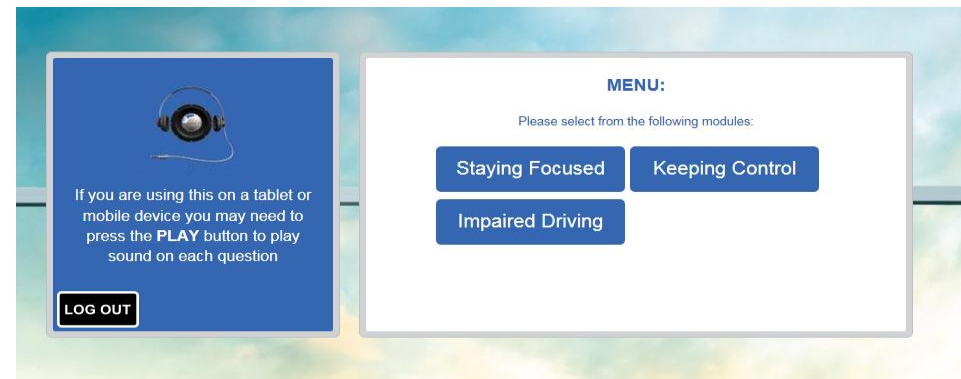 If you are using this on a tablet or
mobile device you may need to
press the PLAY button to play
sound on each question
LOG OUT
MENU:
Please select from the following modules:
Staying Focused
Keeping Control
Impaired Driving